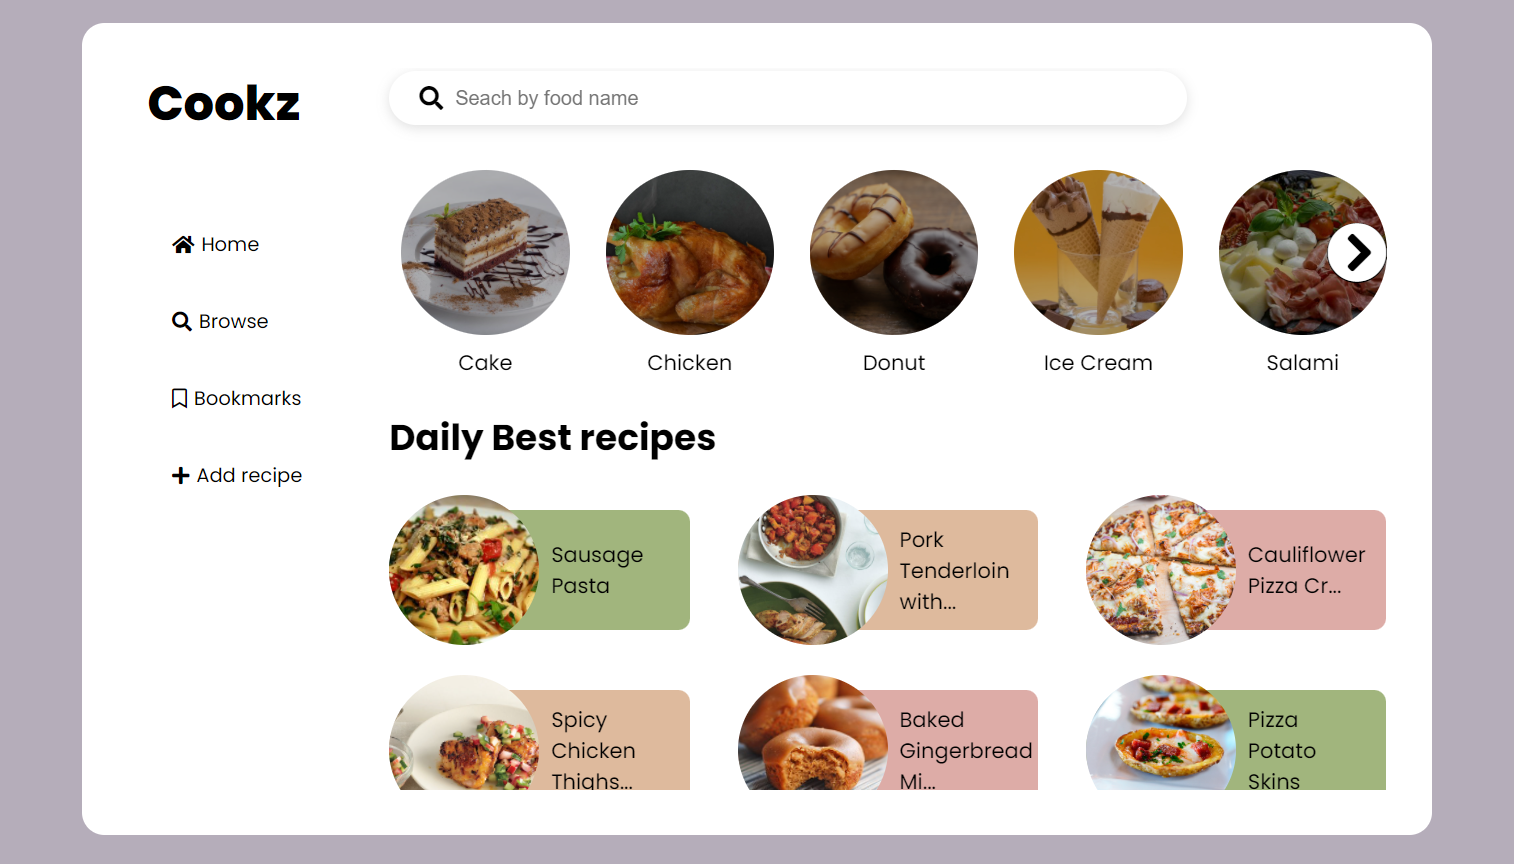 Cookz
Seach by food name
Home
Browse
Bookmarks
Add recipe
Cake
Chicken
Donut
Ice Cream
Salami
Daily Best recipes
Sausage
Pasta
Pork
Tenderloin
with...
Cauliflower
Pizza Cr...
Spicy
Chicken
Thighs...
Baked
Gingerbread
Mi...
Pizza
Potato
Skins